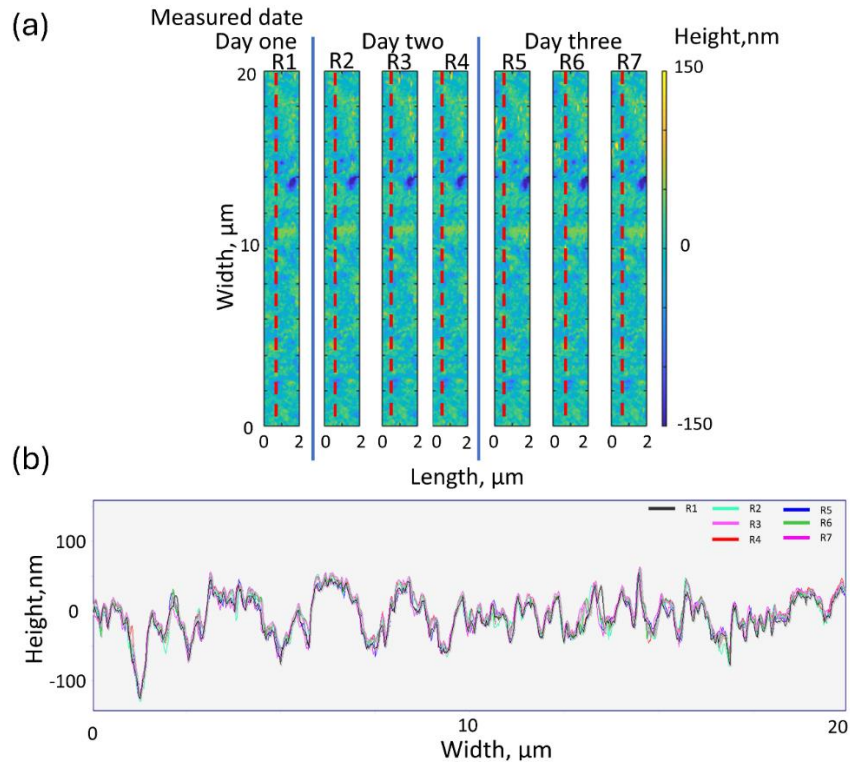 (a)
Measured date
Day one Day two Day three Height,nm
R1 R2 R3 R4 R5 R6 R7
20 150
Width, µm
10 0
0 -150
0 2 0 2 0 2 0 2 0 2 0 2 0 2
Length, µm
(b)
R1 R2 R5
R3 R6
R4 R7
Height,nm
100
0
-100
0 10 20
Width, µm